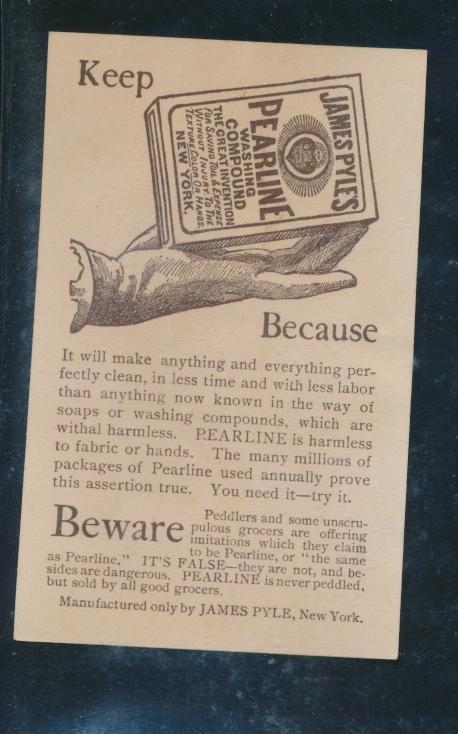 Keep
JAMES PYLE'S
PEARLINE
WASHING
COMPOUND
THE GREAT INVENTION
FOR SAVING TOIL & EXPENSE
WITHOUT INJURY TO THE
TEXTURE, COLOR OR HANDS.
NEW YORK.
Because
It will make anything and everything per-
fectly clean, in less time and with less labor
than anything now known in the way of
soaps or washing compounds, which are
withal harmless. PEARLINE is harmless
to fabric or hands. The many millions of
packages of Pearline used annually prove
this assertion true. You need it—try it.
Beware Peddlers and some unscru-
pulous grocers are offering
imitations which they claim
to be Pearline, or "the same
as Pearline." IT'S FALSE—they are not, and be-
sides are dangerous. PEARLINE is never peddled,
but sold by all good grocers.
Manufactured only by JAMES PYLE, New York.